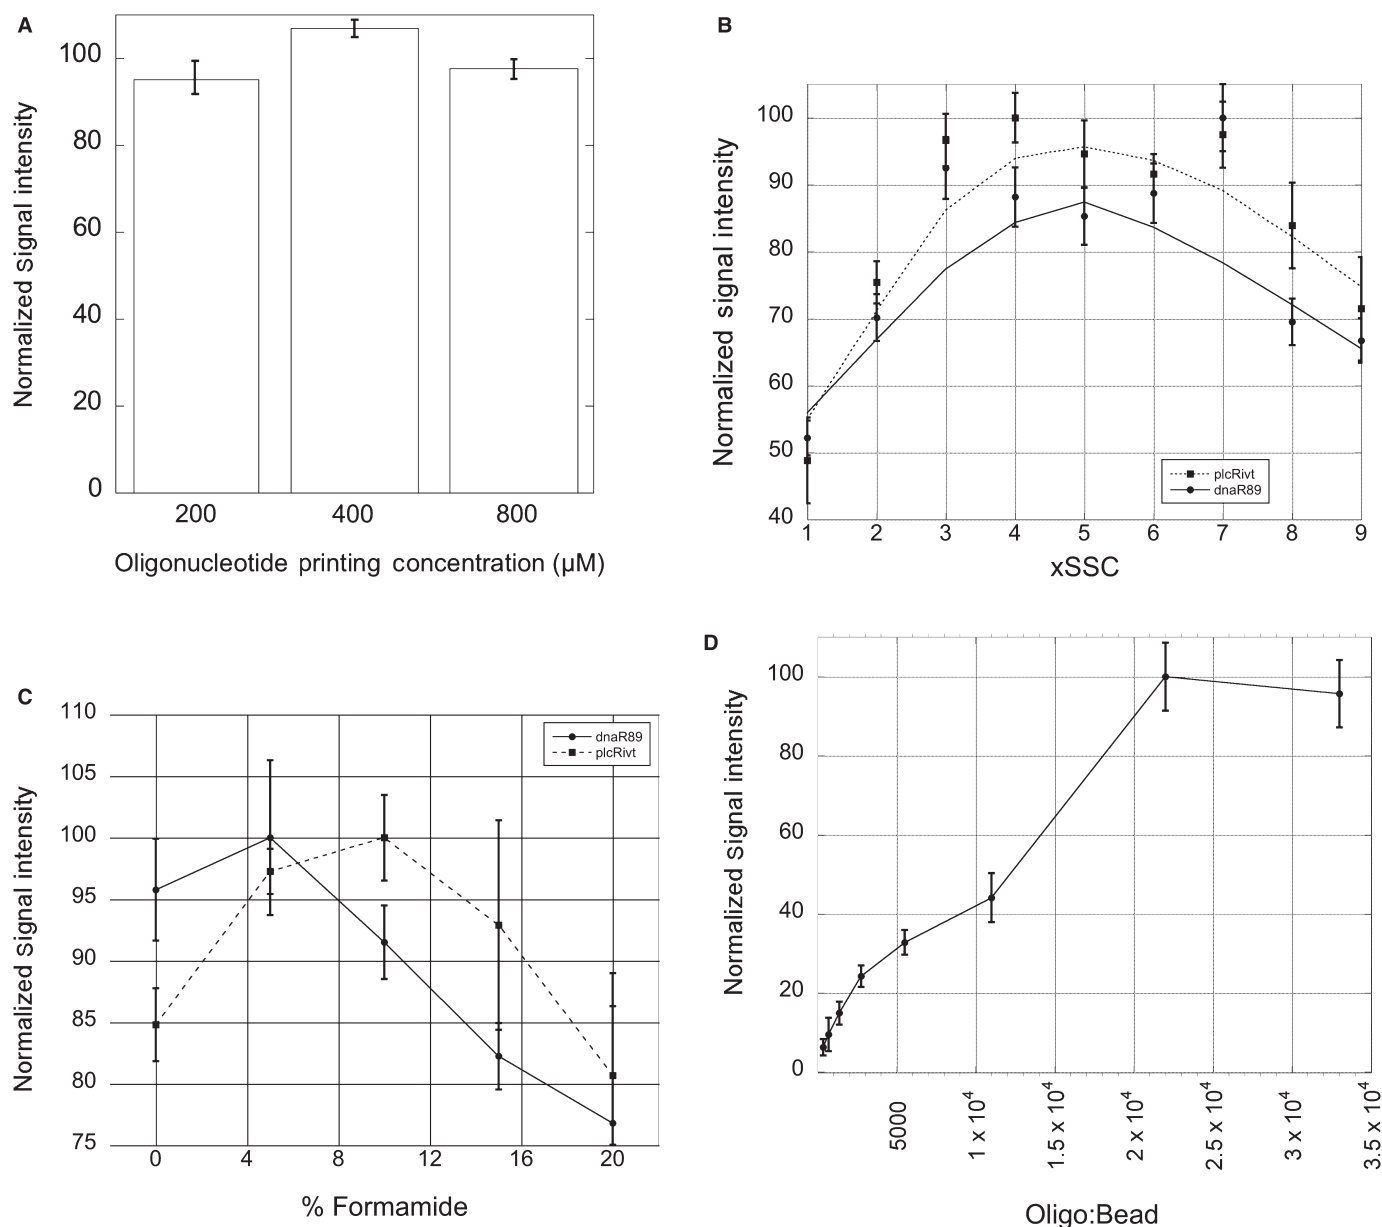 A
Normalized Signal intensity
100
80
60
40
20
0
200 400 800
Oligonucleotide printing concentration (µM)
B
Normalized signal intensity
100
90
80
70
60
50
40
plcRivt
dnaR89
1 2 3 4 5 6 7 8 9
xSSC
C
Normalized Signal intensity
110
105
100
95
90
85
80
75
dnaR89
plcRivt
0 4 8 12 16 20
% Formamide
D
Normalized Signal intensity
100
80
60
40
20
0
5000
1 x 10⁴
1.5 x 10⁴
2 x 10⁴
2.5 x 10⁴
3 x 10⁴
3.5 x 10⁴
Oligo:Bead